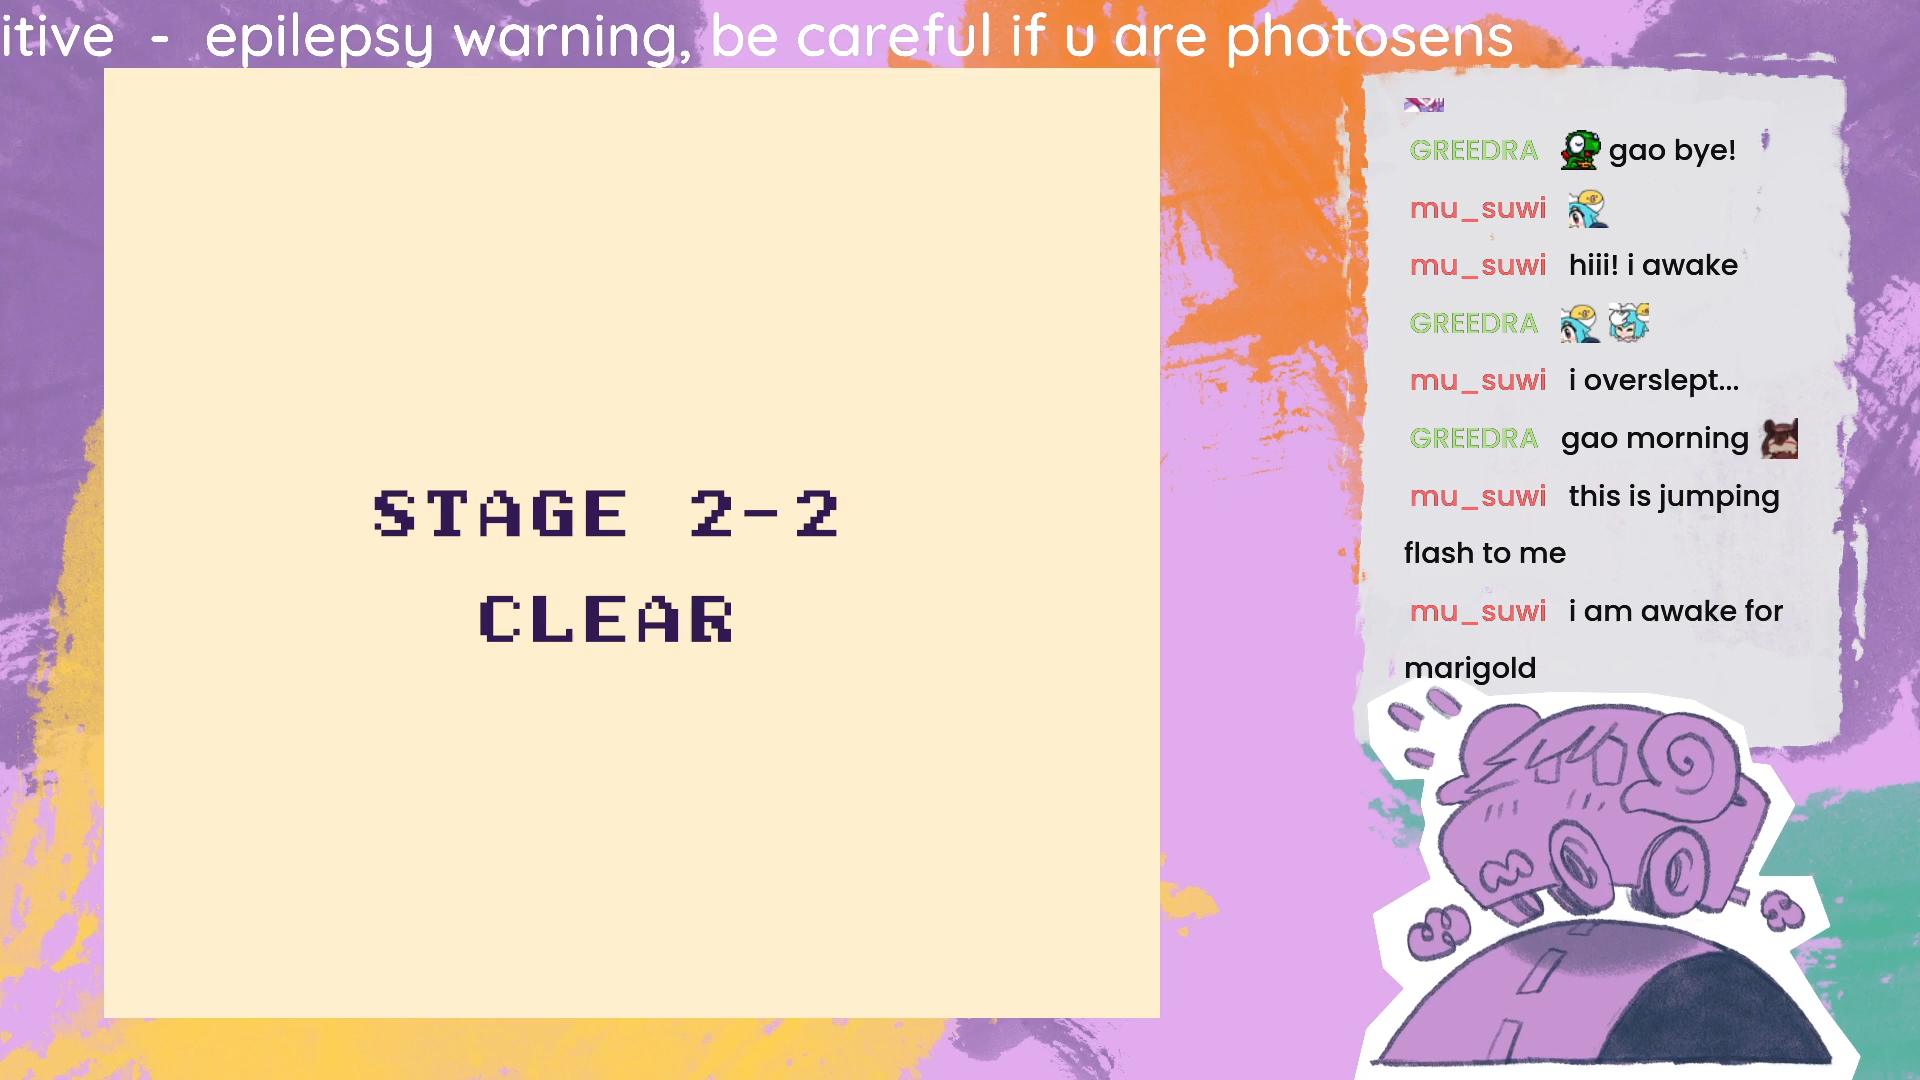 itive - epilepsy warning, be careful if u are photosens
STAGE 2-2
CLEAR
GREEDRA gao bye!
mu_suwi
mu_suwi hiii! i awake
GREEDRA
mu_suwi i overslept...
GREEDRA gao morning
mu_suwi this is jumping
flash to me
mu_suwi i am awake for
marigold